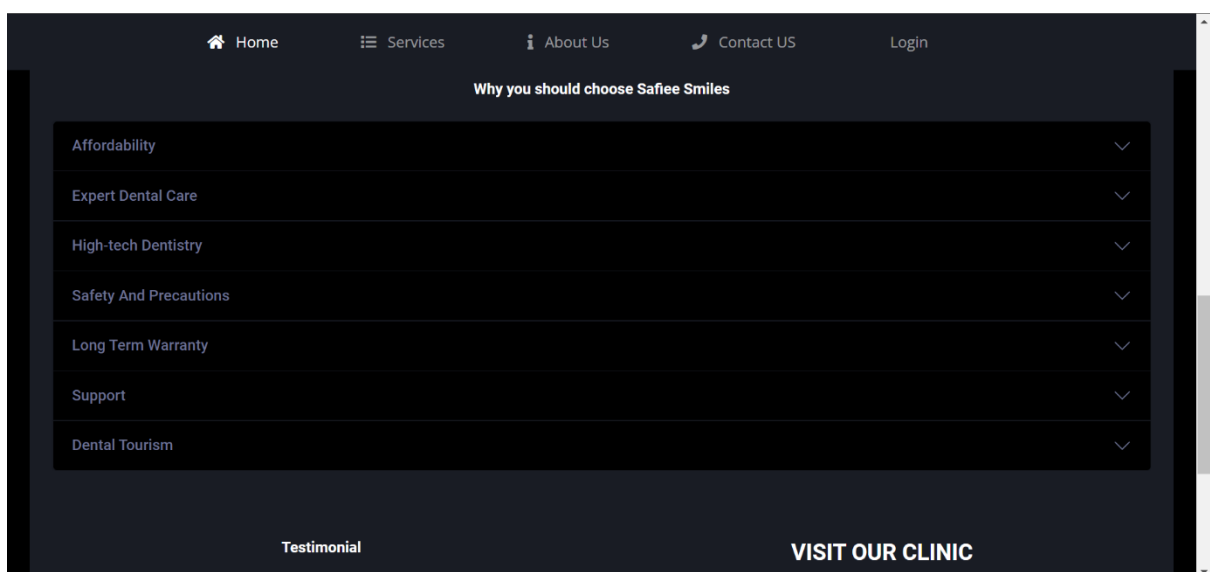 Home Services About Us Contact US Login
Why you should choose Safiee Smiles
Affordability
Expert Dental Care
High-tech Dentistry
Safety And Precautions
Long Term Warranty
Support
Dental Tourism
Testimonial VISIT OUR CLINIC